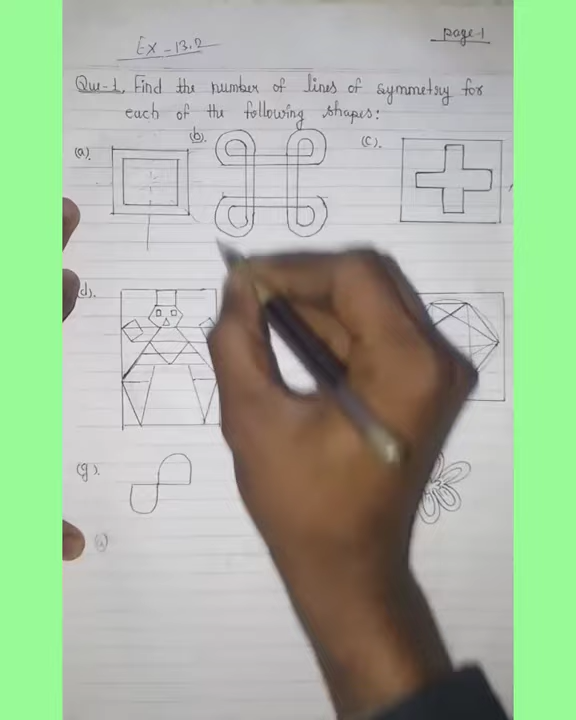 page-1
Ex-13.2
Que-1. Find the number of lines of symmetry for
each of the following shapes:
(a). (b). (c).
d).
(g).